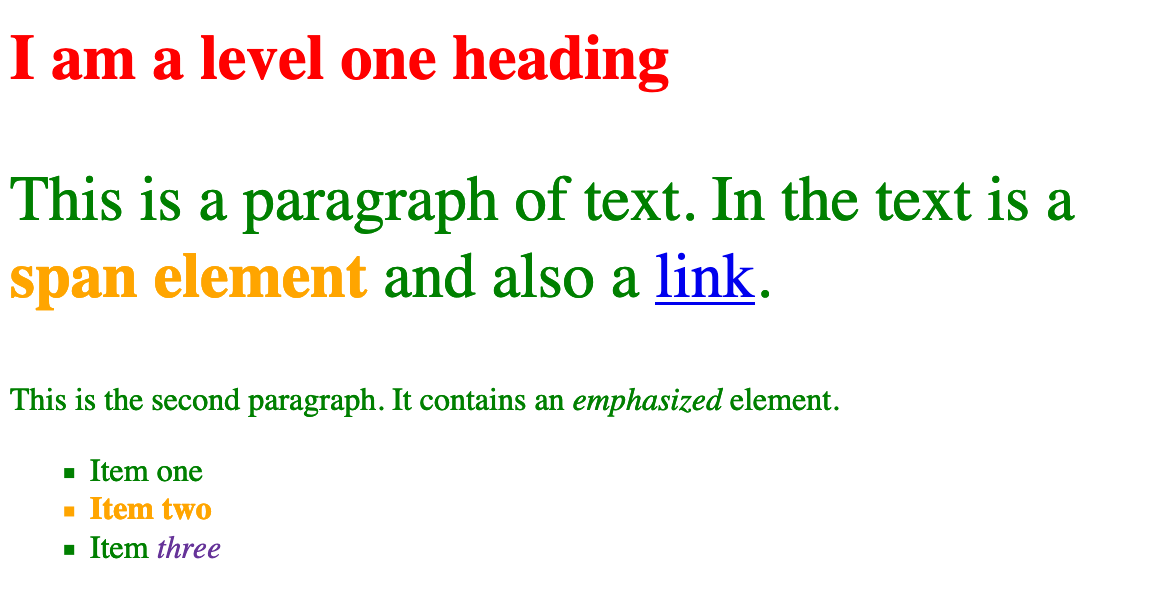 I am a level one heading
This is a paragraph of text. In the text is a
span element and also a link.
This is the second paragraph. It contains an emphasized element.
Item one
Item two
Item three